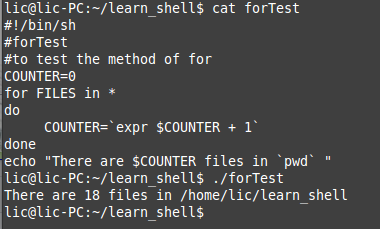 lic@lic-PC:~/learn_shell$ cat forTest
#!/bin/sh
#forTest
#to test the method of for
COUNTER=0
for FILES in *
do
     COUNTER=`expr $COUNTER + 1`
done
echo "There are $COUNTER files in `pwd` "
lic@lic-PC:~/learn_shell$ ./forTest
There are 18 files in /home/lic/learn_shell
lic@lic-PC:~/learn_shell$